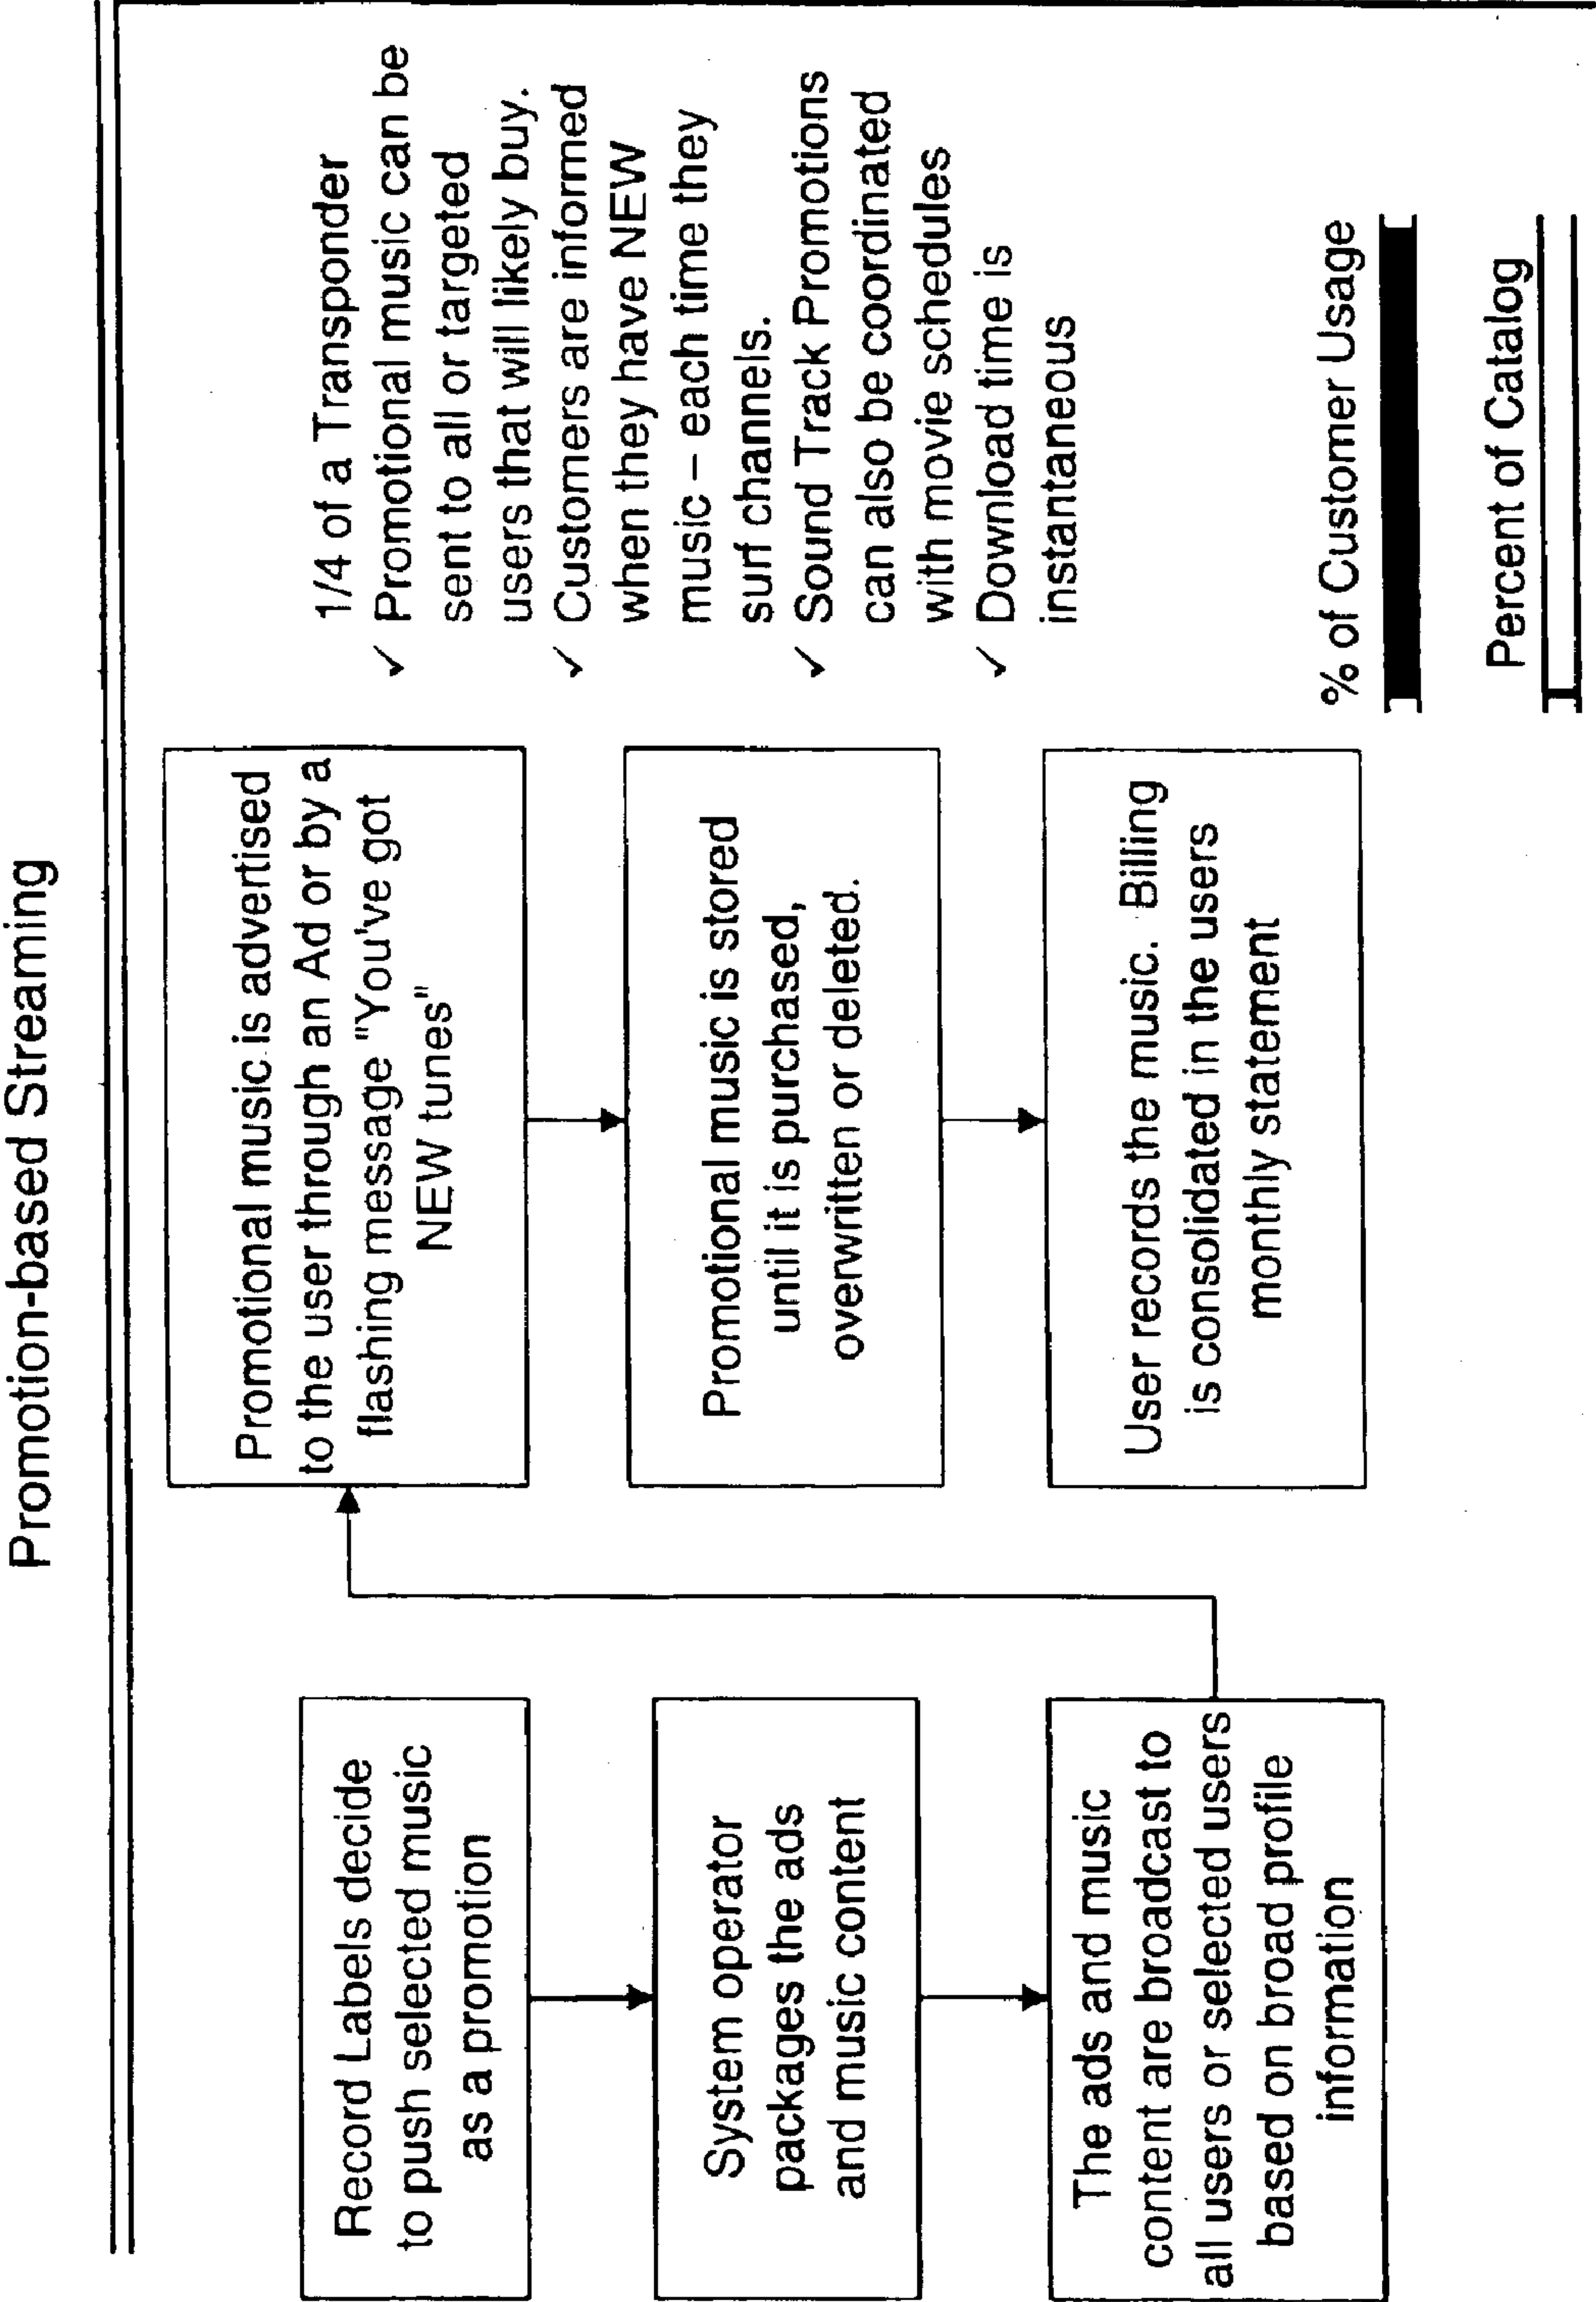 Promotion-based Streaming
Record Labels decide
to push selected music
as a promotion
System operator
packages the ads
and music content
The ads and music
content are broadcast to
all users or selected users
based on broad profile
information
Promotional music is advertised
to the user through an Ad or by a
flashing message "You've got
NEW tunes"
Promotional music is stored
until it is purchased,
overwritten or deleted.
User records the music. Billing
is consolidated in the users
monthly statement
1/4 of a Transponder
✓ Promotional music can be
sent to all or targeted
users that will likely buy.
✓ Customers are informed
when they have NEW
music – each time they
surf channels.
✓ Sound Track Promotions
can also be coordinated
with movie schedules
✓ Download time is
instantaneous
% of Customer Usage
Percent of Catalog